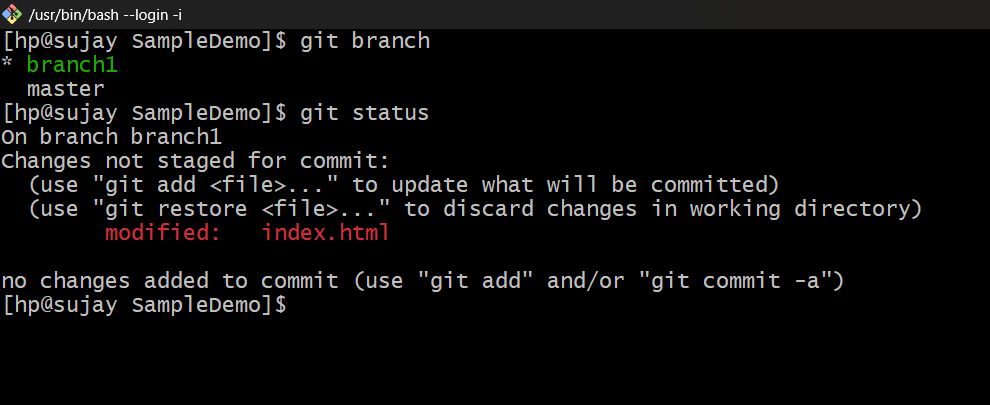 /usr/bin/bash --login -i
[hp@sujay SampleDemo]$ git branch
* branch1
  master
[hp@sujay SampleDemo]$ git status
On branch branch1
Changes not staged for commit:
  (use "git add <file>..." to update what will be committed)
  (use "git restore <file>..." to discard changes in working directory)
        modified:   index.html

no changes added to commit (use "git add" and/or "git commit -a")
[hp@sujay SampleDemo]$